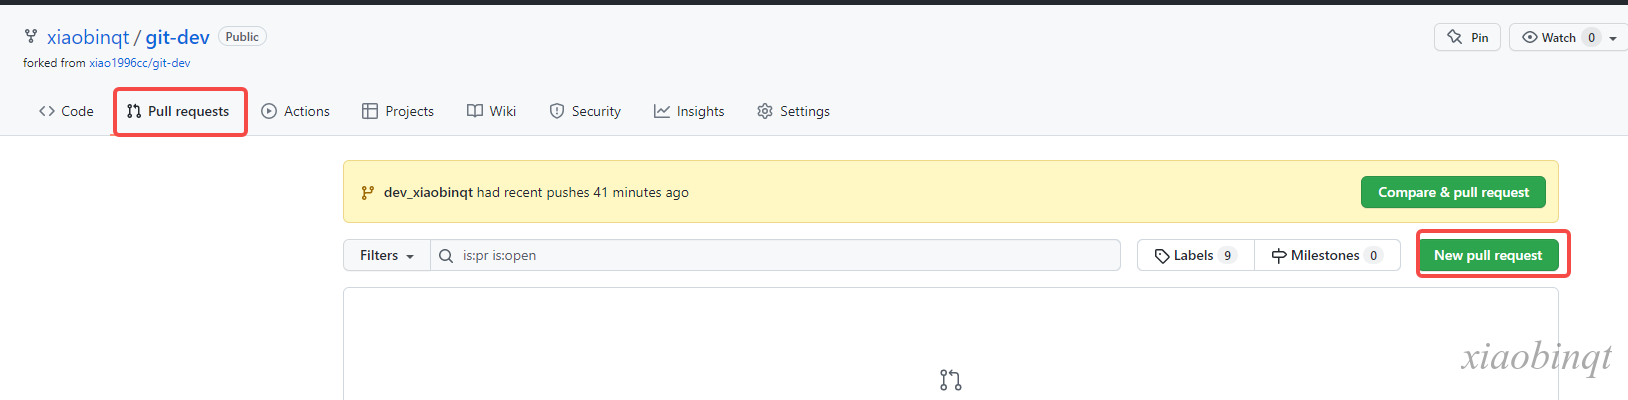 xiaobinqt / git-dev Public Pin Watch 0
forked from xiao1996cc/git-dev
Code Pull requests Actions Projects Wiki Security Insights Settings
dev_xiaobinqt had recent pushes 41 minutes ago Compare & pull request
Filters is:pr is:open Labels 9 Milestones 0 New pull request
xiaobinqt